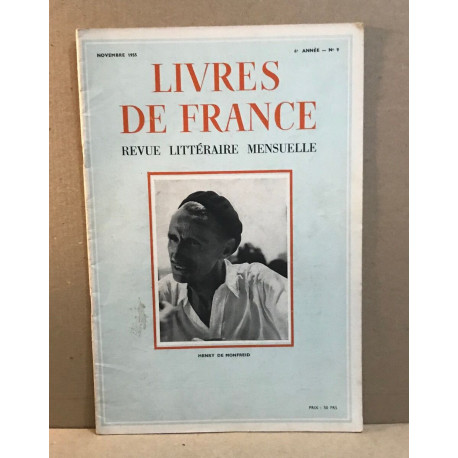 NOVEMBRE 1955
6e ANNÉE — No 9
LIVRES
DE FRANCE
REVUE LITTÉRAIRE MENSUELLE
HENRY DE MONFREID
PRIX : 50 FRS